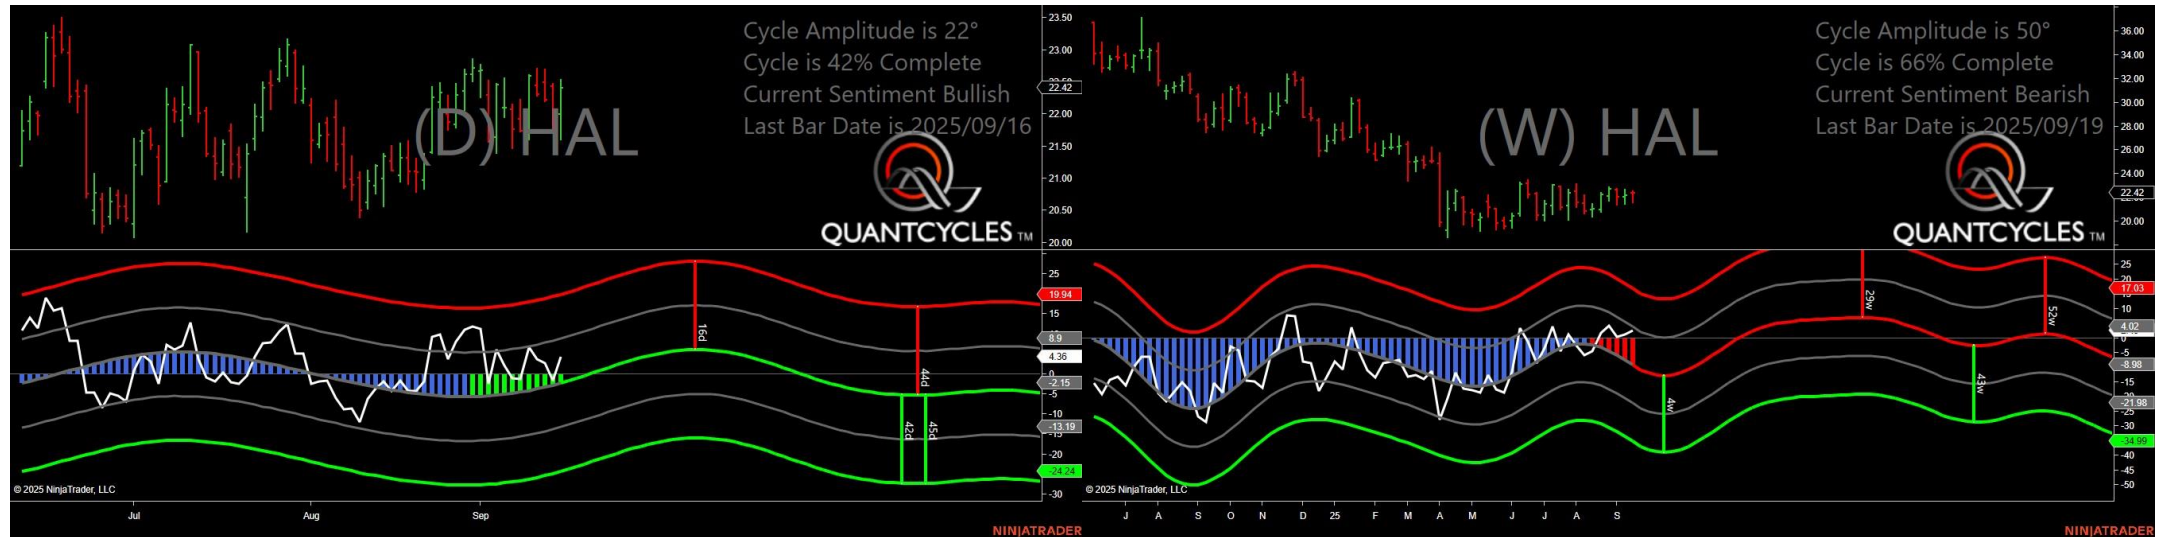 Cycle Amplitude is 22°
Cycle is 42% Complete
Current Sentiment Bullish
Last Bar Date is 2025/09/16
(D) HAL
QUANTCYCLES TM
23.50
23.00
22.42
22.00
21.50
21.00
20.50
20.00
25
19.94
15
8.9
4.36
0
-2.15
-5
-10
-13.19
-20
-24.24
-30
16d
44d
42d
45d
© 2025 NinjaTrader, LLC
Jul
Aug
Sep
NINJATRADER
Cycle Amplitude is 50°
Cycle is 66% Complete
Current Sentiment Bearish
Last Bar Date is 2025/09/19
(W) HAL
QUANTCYCLES TM
36.00
34.00
32.00
30.00
28.00
26.00
24.00
22.42
20.00
25
20
17.03
10
4.02
0
-5
-8.98
-15
-21.98
-25
-30
-34.99
-40
-45
-50
4w
29w
43w
52w
© 2025 NinjaTrader, LLC
J A S O N D 25 F M A M J J A S
NINJATRADER